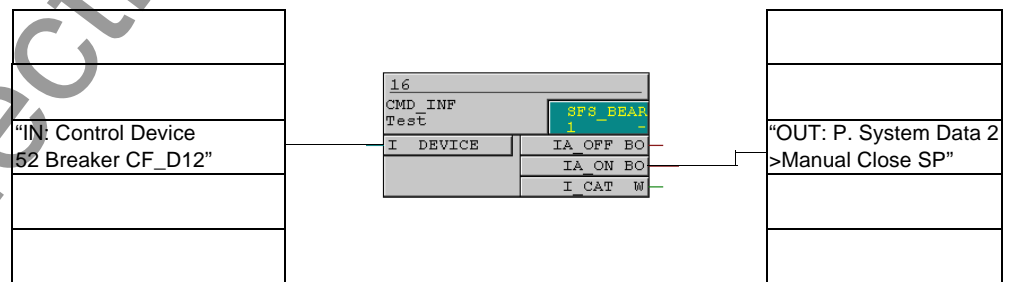 “IN: Control Device
52 Breaker CF_D12”
16
CMD_INF
Test
SFS_BEAR
1 -
I DEVICE
IA_OFF BO
IA_ON BO
I_CAT W
“OUT: P. System Data 2
>Manual Close SP”